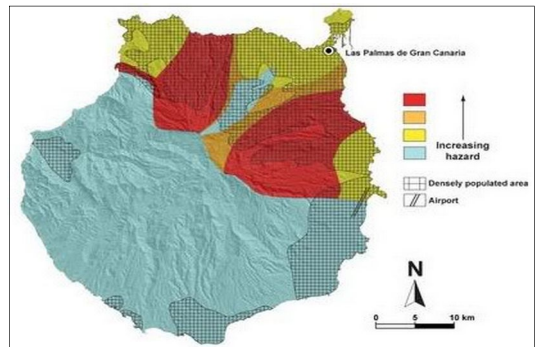 Las Palmas de Gran Canaria
Increasing
hazard
Densely populated area
Airport
N
0 5 10 km